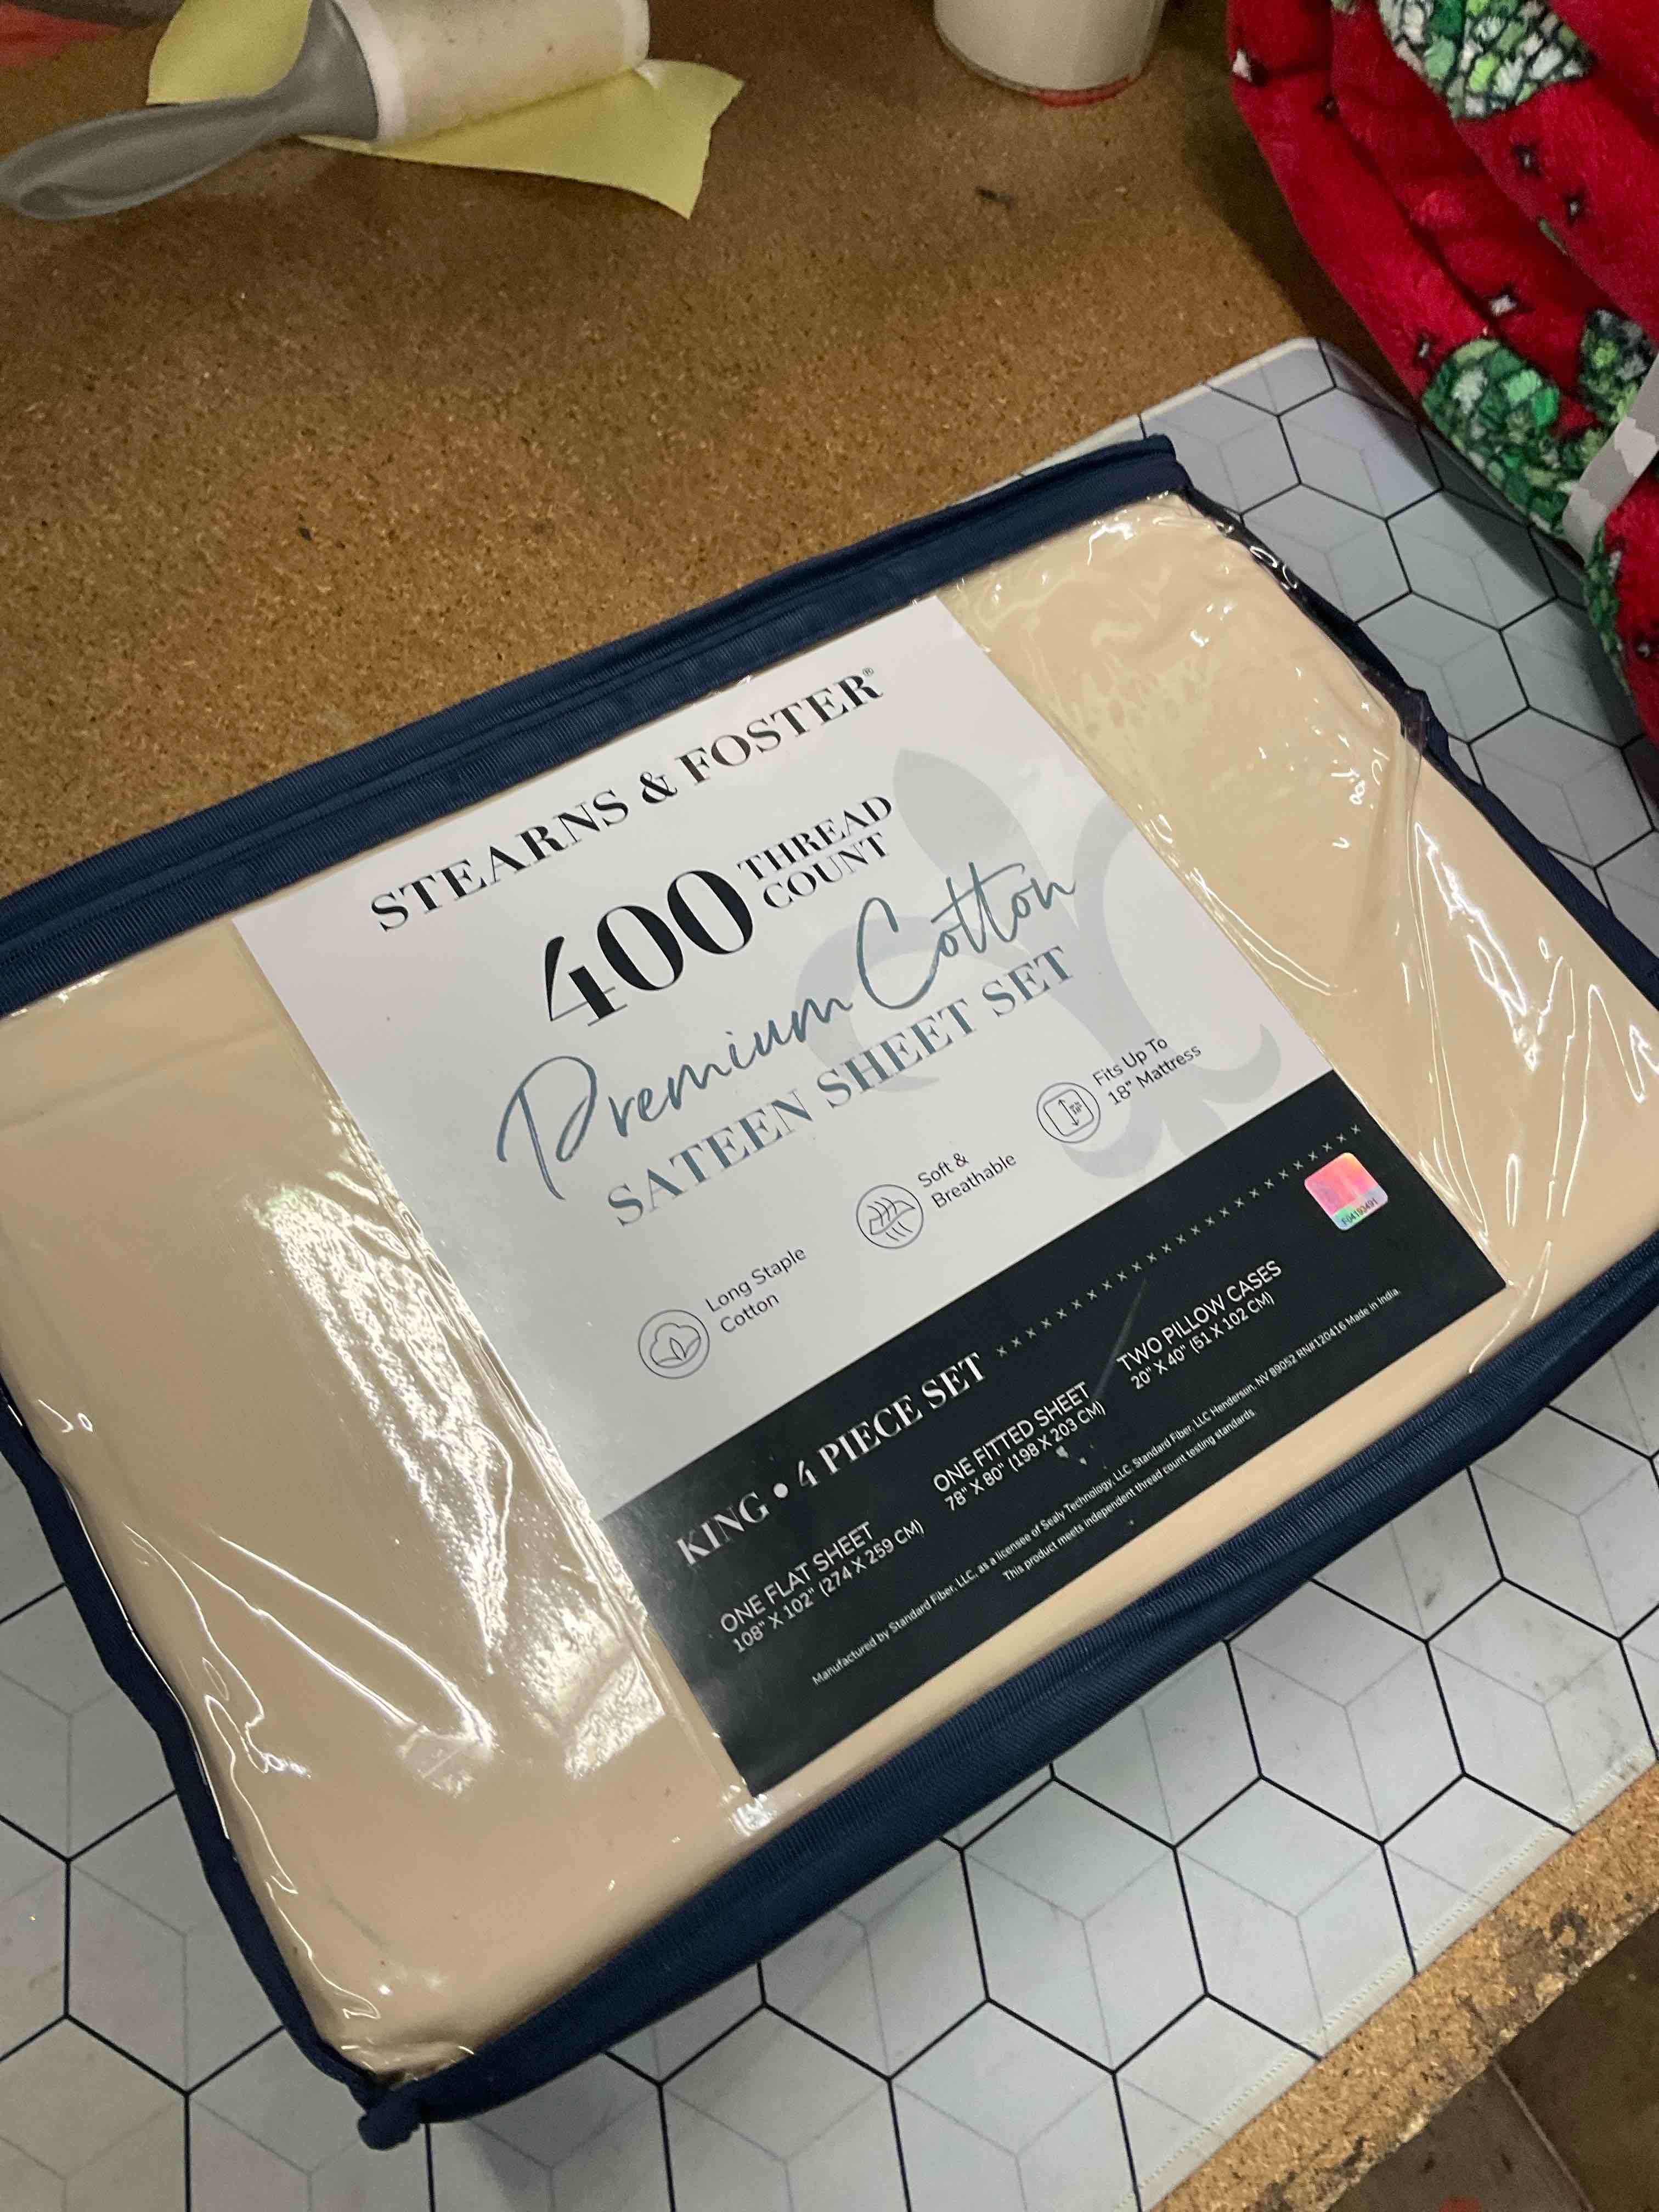 STEARNS & FOSTER®
400 THREAD COUNT
Premium Cotton
SATEEN SHEET SET
Long Staple
Cotton
Soft &
Breathable
Fits Up To
18" Mattress
KING • 4 PIECE SET
ONE FLAT SHEET
108" X 102" (274 X 259 CM)
ONE FITTED SHEET
78" X 80" (198 X 203 CM)
TWO PILLOW CASES
20" X 40" (51 X 102 CM)
Manufactured by Standard Fiber, LLC, as a licensee of Sealy Technology, LLC. Standard Fiber, LLC Henderson, NV 89052 RN#120416 Made in India.
This product meets independent thread count testing standards.